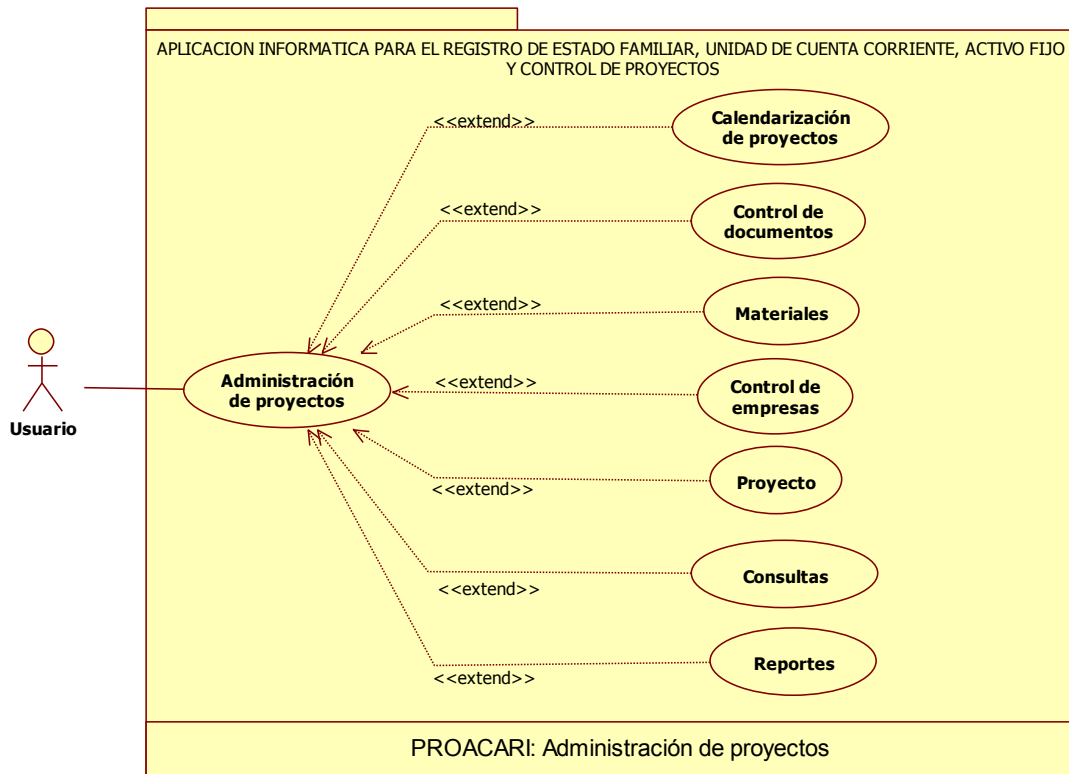 APLICACION INFORMATICA PARA EL REGISTRO DE ESTADO FAMILIAR, UNIDAD DE CUENTA CORRIENTE, ACTIVO FIJO
Y CONTROL DE PROYECTOS
<<extend>>
Calendarización
de proyectos
<<extend>>
Control de
documentos
<<extend>>
Materiales
Usuario
Administración
de proyectos
<<extend>>
Control de
empresas
<<extend>>
Proyecto
<<extend>>
Consultas
<<extend>>
Reportes
PROACARI: Administración de proyectos